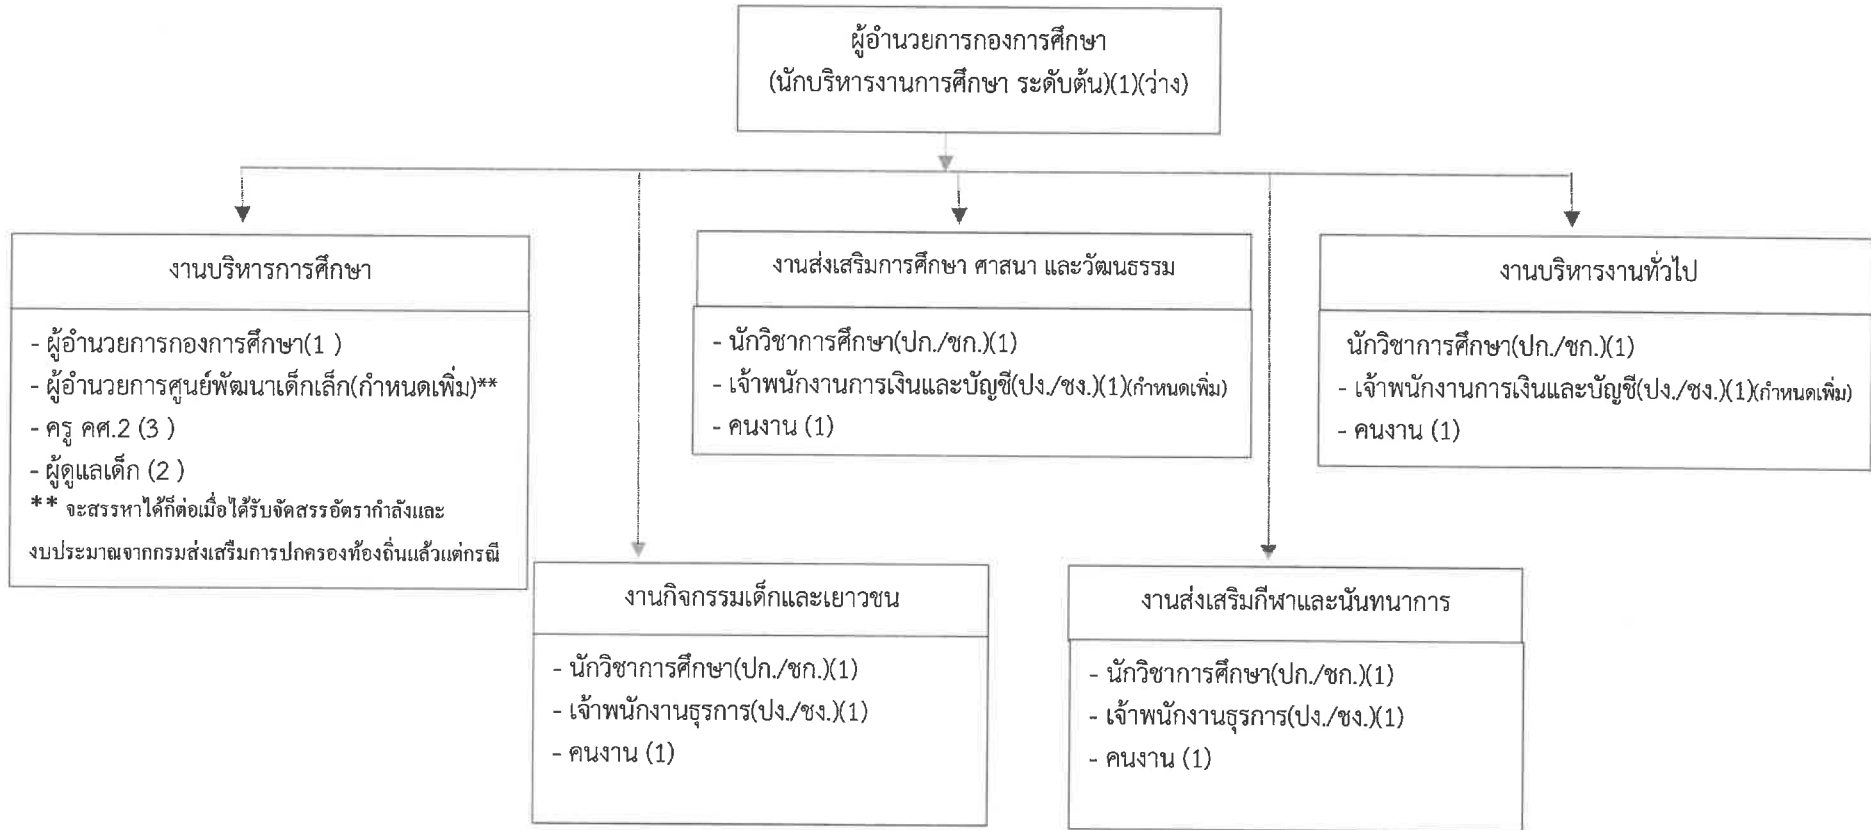 ผู้อำนวยการกองการศึกษา
(นักบริหารงานการศึกษา ระดับต้น)(1)(ว่าง)
งานบริหารการศึกษา
- ผู้อำนวยการกองการศึกษา(1 )
- ผู้อำนวยการศูนย์พัฒนาเด็กเล็ก(กำหนดเพิ่ม)**
- ครู คศ.2 (3 )
- ผู้ดูแลเด็ก (2 )
** จะสรรหาได้ก็ต่อเมื่อได้รับจัดสรรอัตรากำลังและ
งบประมาณจากกรมส่งเสริมการปกครองท้องถิ่นแล้วแต่กรณี
งานส่งเสริมการศึกษา ศาสนา และวัฒนธรรม
- นักวิชาการศึกษา(ปก./ชก.)(1)
- เจ้าพนักงานการเงินและบัญชี(ปง./ชง.)(1)(กำหนดเพิ่ม)
- คนงาน (1)
งานบริหารงานทั่วไป
นักวิชาการศึกษา(ปก./ชก.)(1)
- เจ้าพนักงานการเงินและบัญชี(ปง./ชง.)(1)(กำหนดเพิ่ม)
- คนงาน (1)
งานกิจกรรมเด็กและเยาวชน
- นักวิชาการศึกษา(ปก./ชก.)(1)
- เจ้าพนักงานธุรการ(ปง./ชง.)(1)
- คนงาน (1)
งานส่งเสริมกีฬาและนันทนาการ
- นักวิชาการศึกษา(ปก./ชก.)(1)
- เจ้าพนักงานธุรการ(ปง./ชง.)(1)
- คนงาน (1)